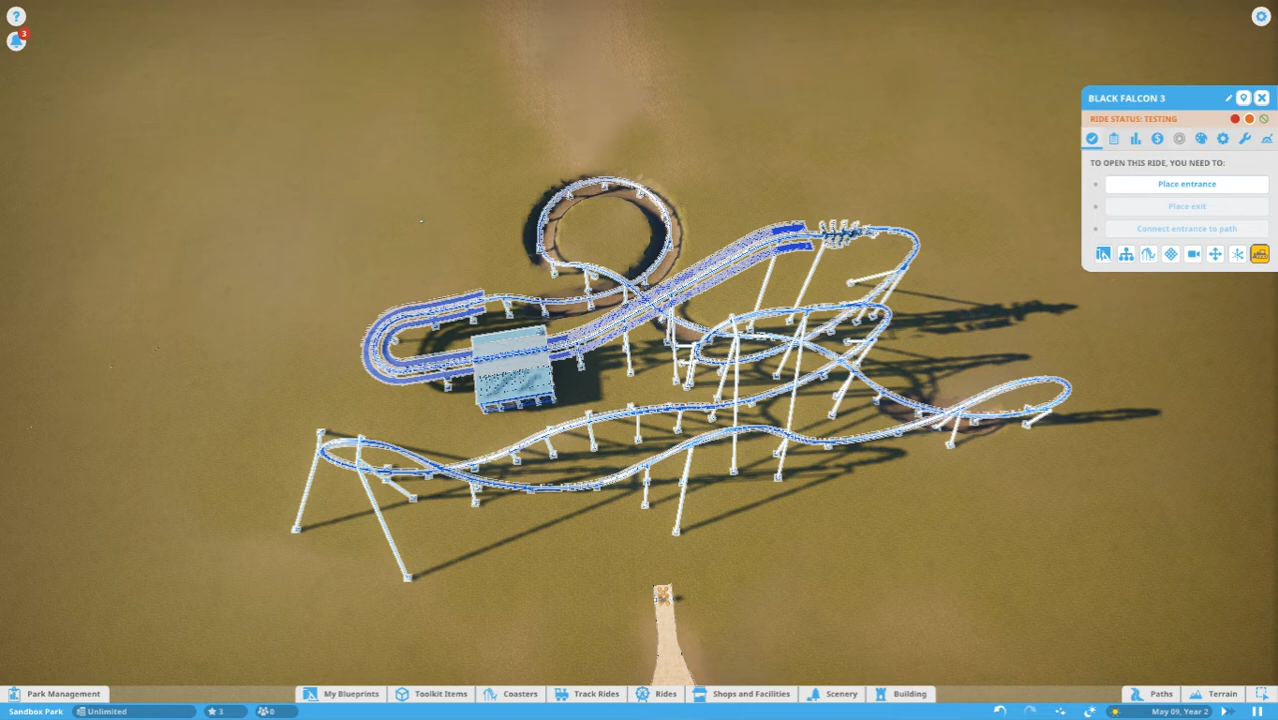 ?
3
BLACK FALCON 3
RIDE STATUS: TESTING
TO OPEN THIS RIDE, YOU NEED TO:
Place entrance
Place exit
Connect entrance to path
Park Management
My Blueprints
Toolkit Items
Coasters
Track Rides
Rides
Shops and Facilities
Scenery
Building
Paths
Terrain
Sandbox Park
Unlimited
3
0
May 09, Year 2